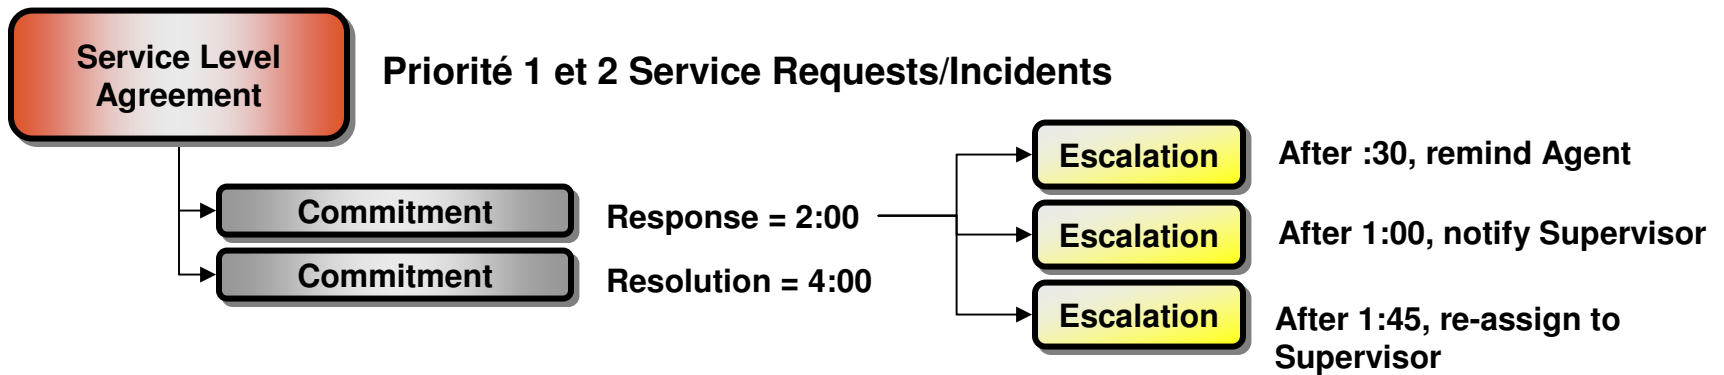 Service Level
Agreement
Priorité 1 et 2 Service Requests/Incidents
Commitment
Response = 2:00
Commitment
Resolution = 4:00
Escalation
After :30, remind Agent
Escalation
After 1:00, notify Supervisor
Escalation
After 1:45, re-assign to
Supervisor